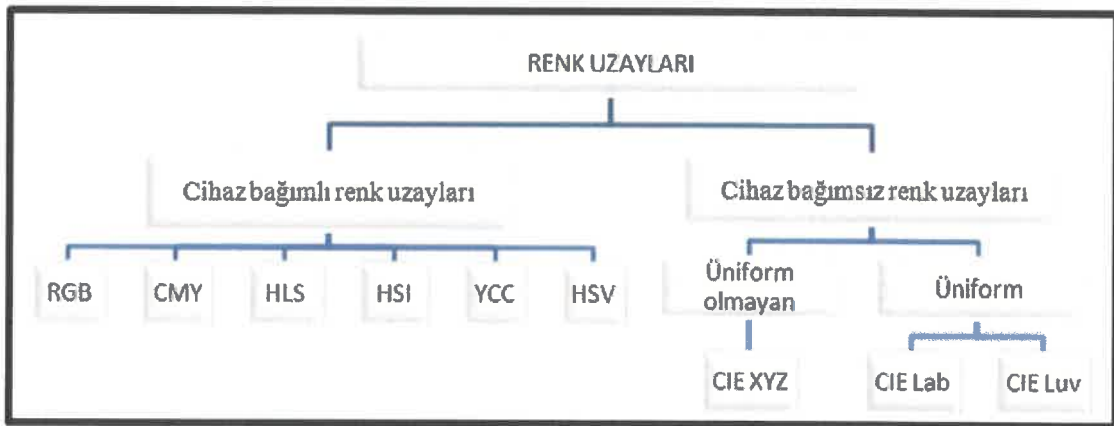 RENK UZAYLARI
Cihaz bağımlı renk uzayları
Cihaz bağımsız renk uzayları
RGB
CMY
HLS
HSI
YCC
HSV
Üniform
olmayan
Üniform
CIE XYZ
CIE Lab
CIE Luv